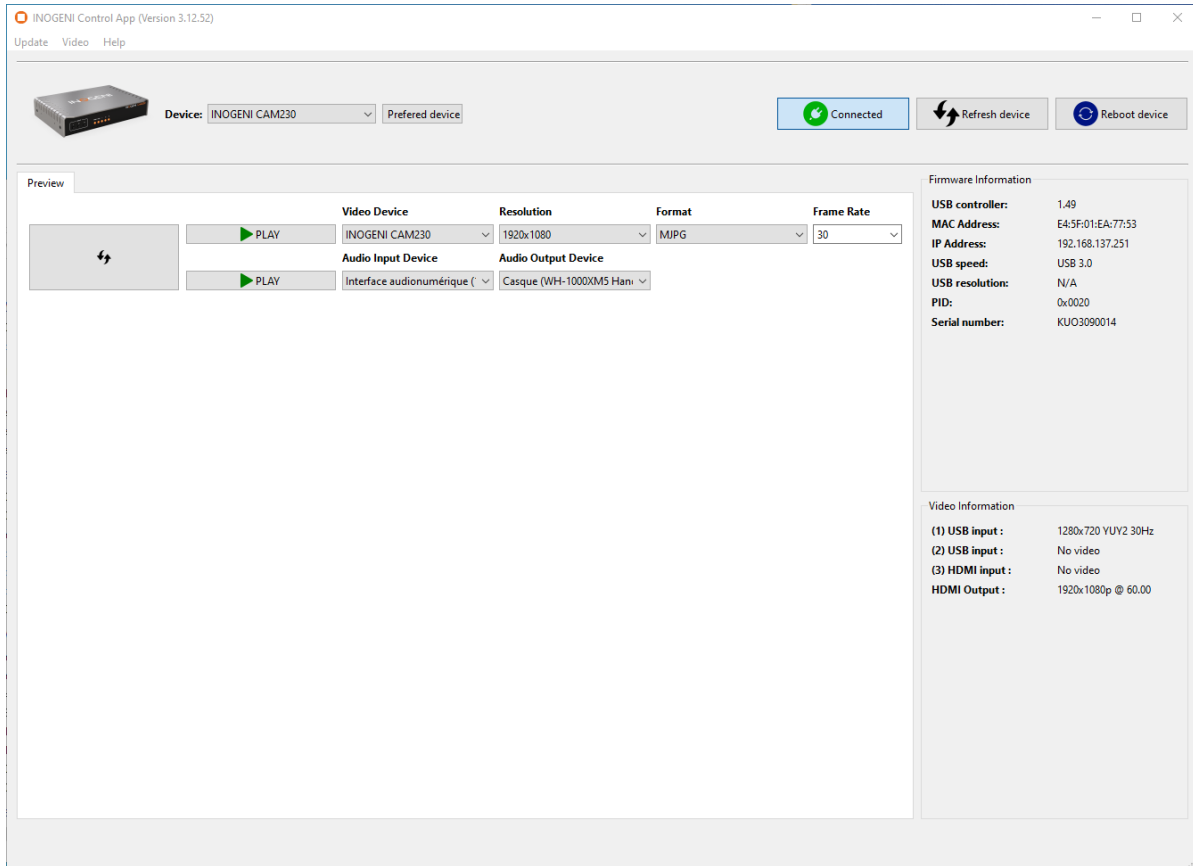 INOGENI Control App (Version 3.12.52)
Update Video Help
INOGENI
Device: INOGENI CAM230 Prefered device Connected Refresh device Reboot device
Preview
Video Device Resolution Format Frame Rate
PLAY INOGENI CAM230 1920x1080 MJPG 30
Audio Input Device Audio Output Device
PLAY Interface audionumérique ( Casque (WH-1000XM5 Han
Firmware Information
USB controller: 1.49
MAC Address: E4:5F:01:EA:77:53
IP Address: 192.168.137.251
USB speed: USB 3.0
USB resolution: N/A
PID: 0x0020
Serial number: KUO3090014
Video Information
(1) USB input : 1280x720 YUY2 30Hz
(2) USB input : No video
(3) HDMI input : No video
HDMI Output : 1920x1080p @ 60.00